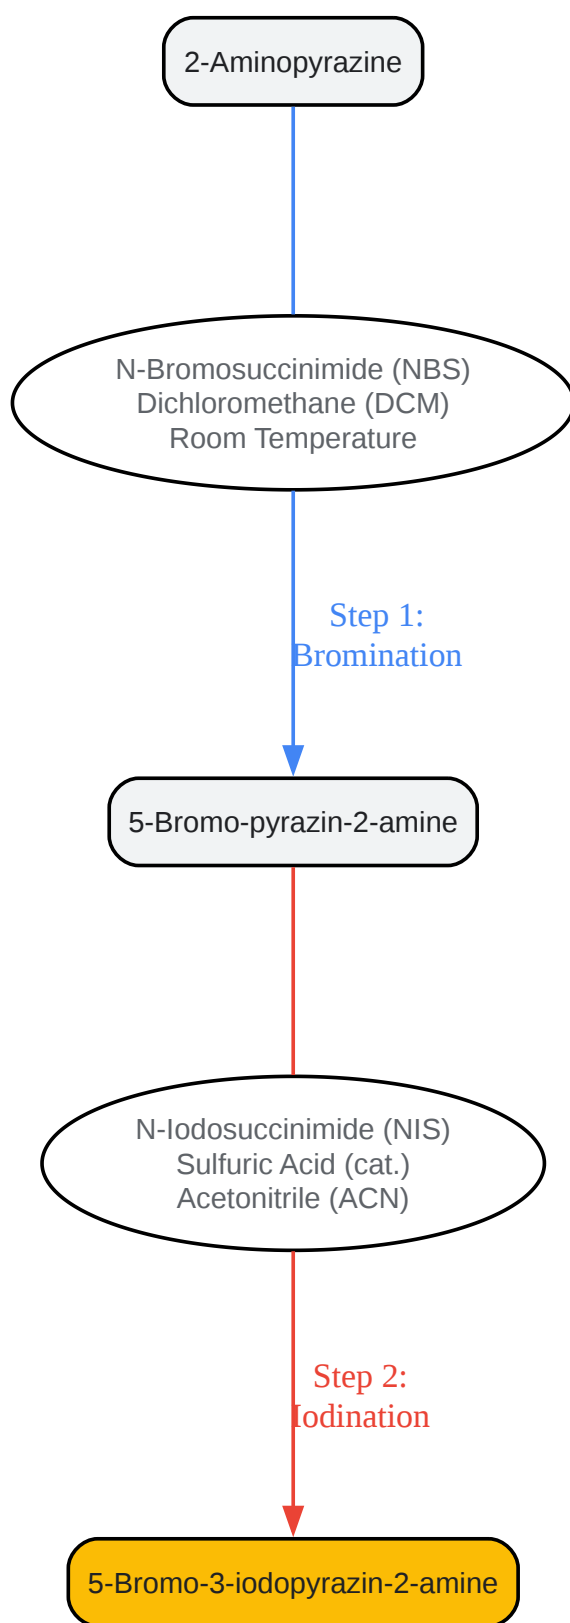 2-Aminopyrazine
N-Bromosuccinimide (NBS)
Dichloromethane (DCM)
Room Temperature
Step 1:
Bromination
5-Bromo-pyrazin-2-amine
N-Iodosuccinimide (NIS)
Sulfuric Acid (cat.)
Acetonitrile (ACN)
Step 2:
Iodination
5-Bromo-3-iodopyrazin-2-amine